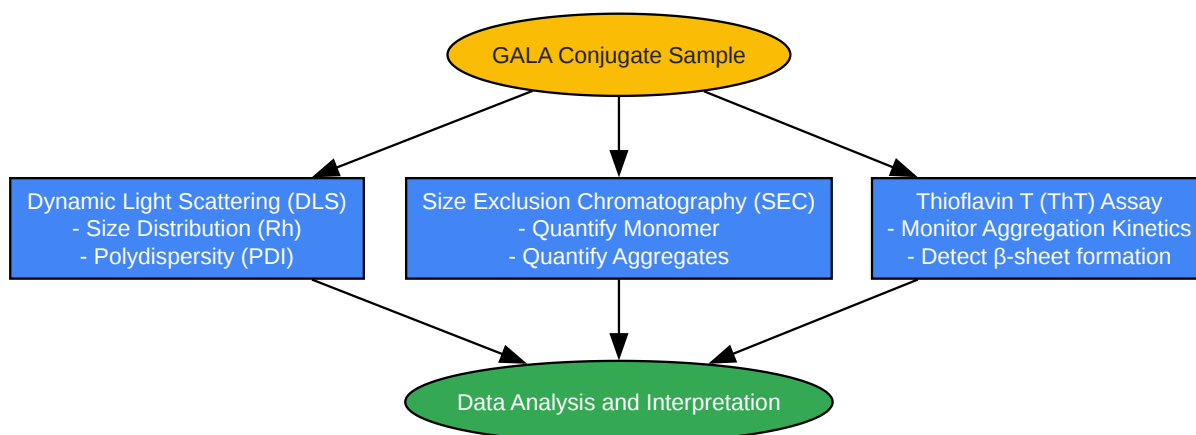 GALA Conjugate Sample
Dynamic Light Scattering (DLS)
- Size Distribution (Rh)
- Polydispersity (PDI)
Size Exclusion Chromatography (SEC)
- Quantify Monomer
- Quantify Aggregates
Thioflavin T (ThT) Assay
- Monitor Aggregation Kinetics
- Detect β-sheet formation
Data Analysis and Interpretation